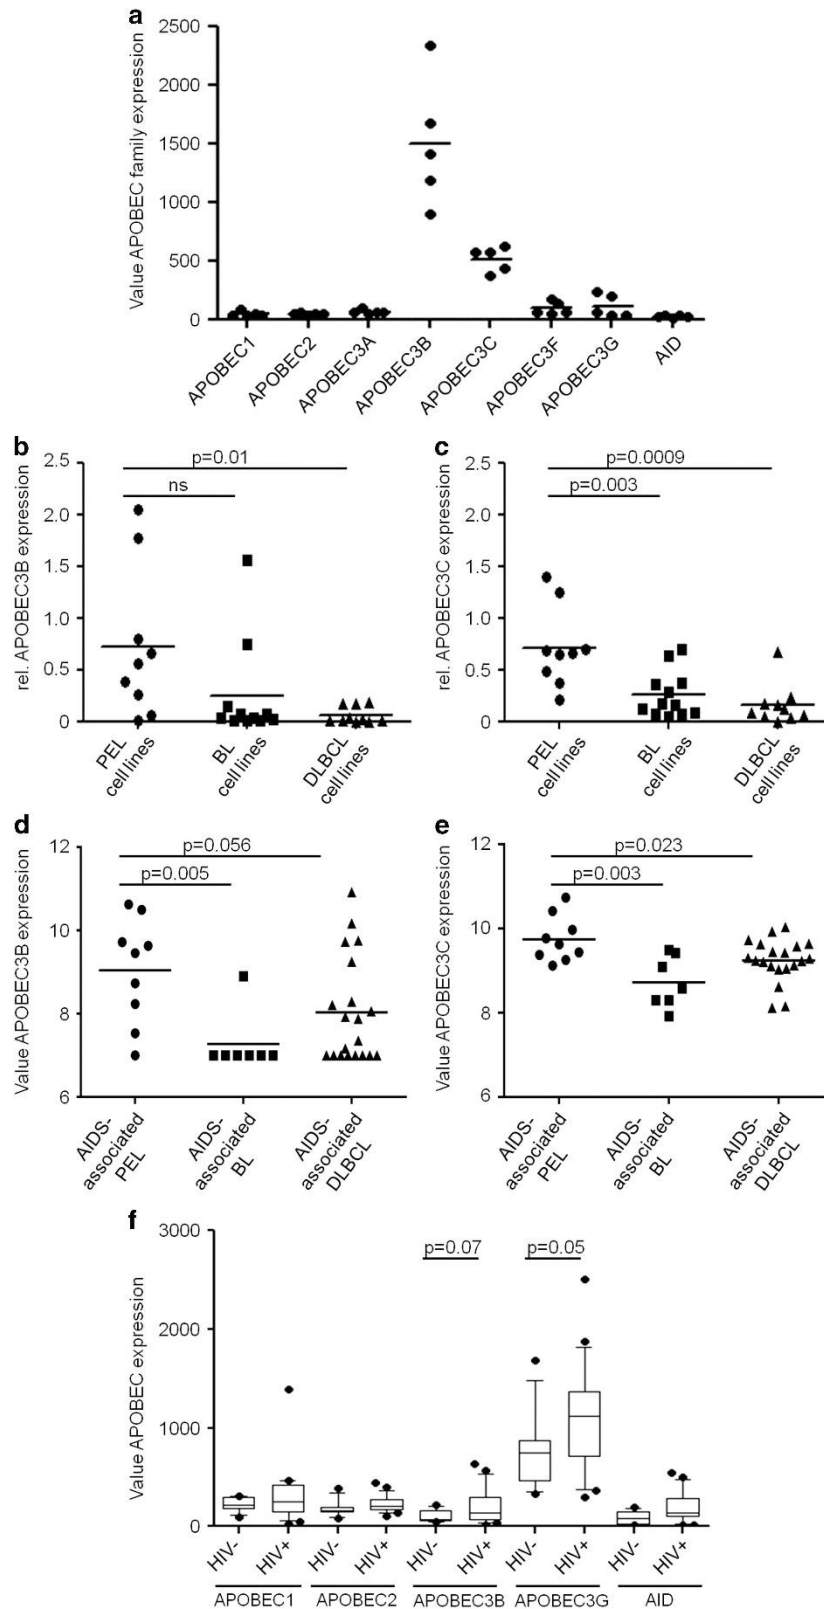 a
Value APOBEC family expression
2500
2000
1500
1000
500
0
APOBEC1
APOBEC2
APOBEC3A
APOBEC3B
APOBEC3C
APOBEC3F
APOBEC3G
AID
b
rel. APOBEC3B expression
2.5
2.0
1.5
1.0
0.5
0
p=0.01
ns
PEL
cell lines
BL
cell lines
DLBCL
cell lines
c
rel. APOBEC3C expression
2.5
2.0
1.5
1.0
0.5
0
p=0.0009
p=0.003
PEL
cell lines
BL
cell lines
DLBCL
cell lines
d
Value APOBEC3B expression
12
10
8
6
p=0.056
p=0.005
AIDS-
associated
PEL
AIDS-
associated
BL
AIDS-
associated
DLBCL
e
Value APOBEC3C expression
12
10
8
6
p=0.023
p=0.003
AIDS-
associated
PEL
AIDS-
associated
BL
AIDS-
associated
DLBCL
f
Value APOBEC expression
3000
2000
1000
0
p=0.07
p=0.05
HIV-
HIV+
HIV-
HIV+
HIV-
HIV+
HIV-
HIV+
HIV-
HIV+
APOBEC1
APOBEC2
APOBEC3B
APOBEC3G
AID